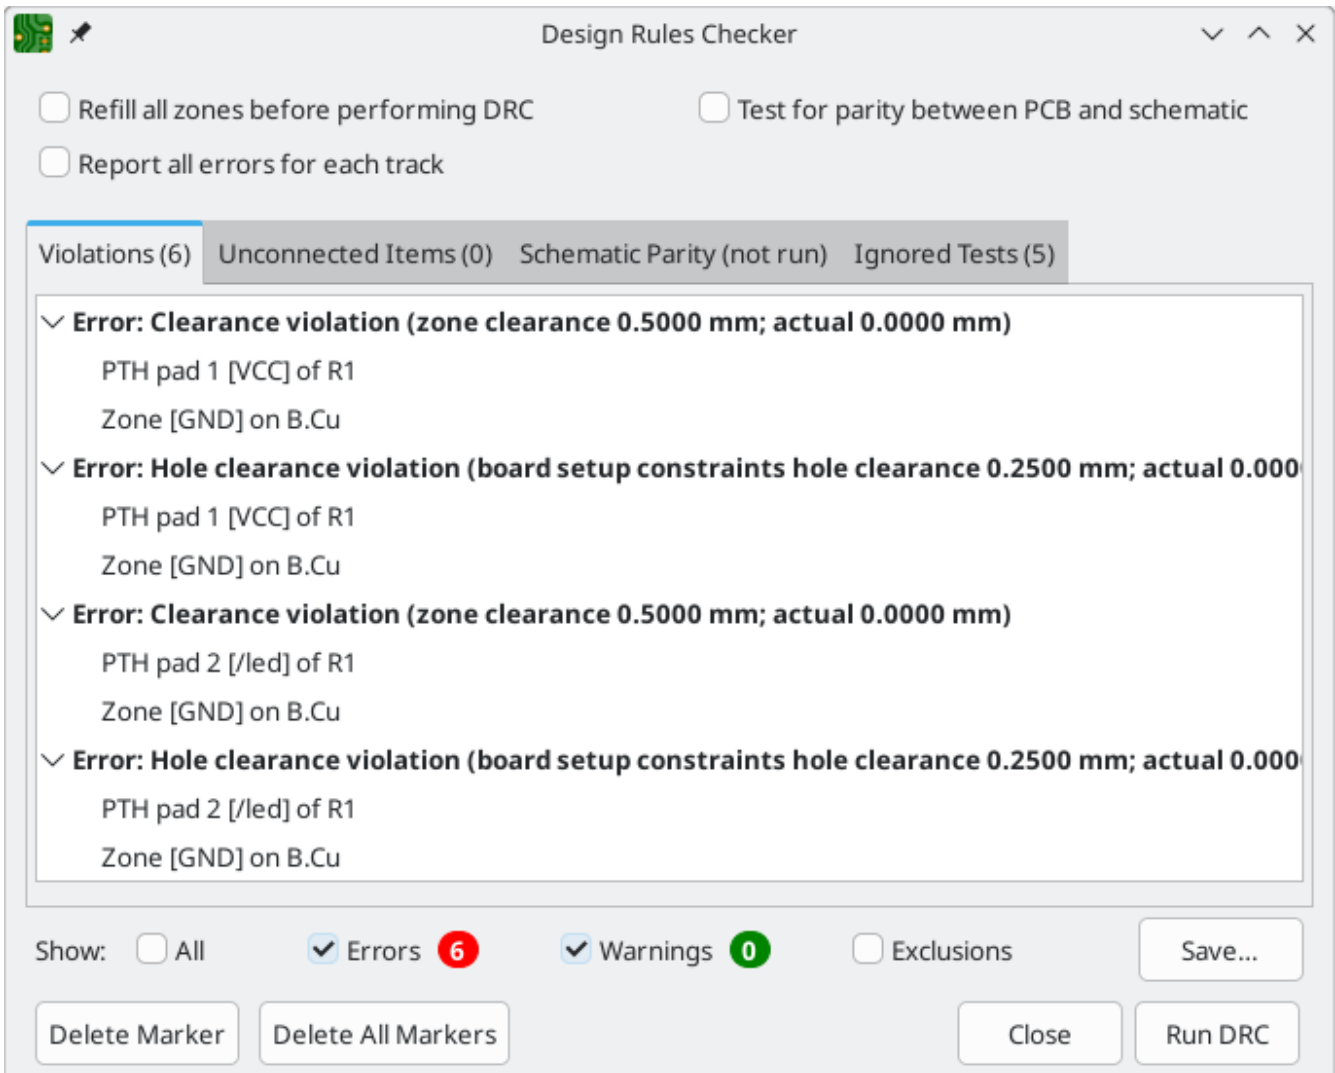 Design Rules Checker
Refill all zones before performing DRC
Test for parity between PCB and schematic
Report all errors for each track
Violations (6) Unconnected Items (0) Schematic Parity (not run) Ignored Tests (5)
Error: Clearance violation (zone clearance 0.5000 mm; actual 0.0000 mm)
PTH pad 1 [VCC] of R1
Zone [GND] on B.Cu
Error: Hole clearance violation (board setup constraints hole clearance 0.2500 mm; actual 0.000
PTH pad 1 [VCC] of R1
Zone [GND] on B.Cu
Error: Clearance violation (zone clearance 0.5000 mm; actual 0.0000 mm)
PTH pad 2 [/led] of R1
Zone [GND] on B.Cu
Error: Hole clearance violation (board setup constraints hole clearance 0.2500 mm; actual 0.000
PTH pad 2 [/led] of R1
Zone [GND] on B.Cu
Show: All Errors 6 Warnings 0 Exclusions Save...
Delete Marker Delete All Markers Close Run DRC